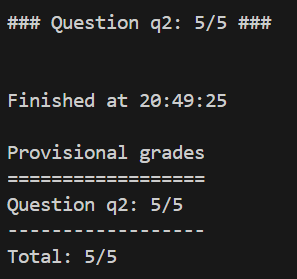 ### Question q2: 5/5 ###
Finished at 20:49:25
Provisional grades
==================
Question q2: 5/5
------------------
Total: 5/5